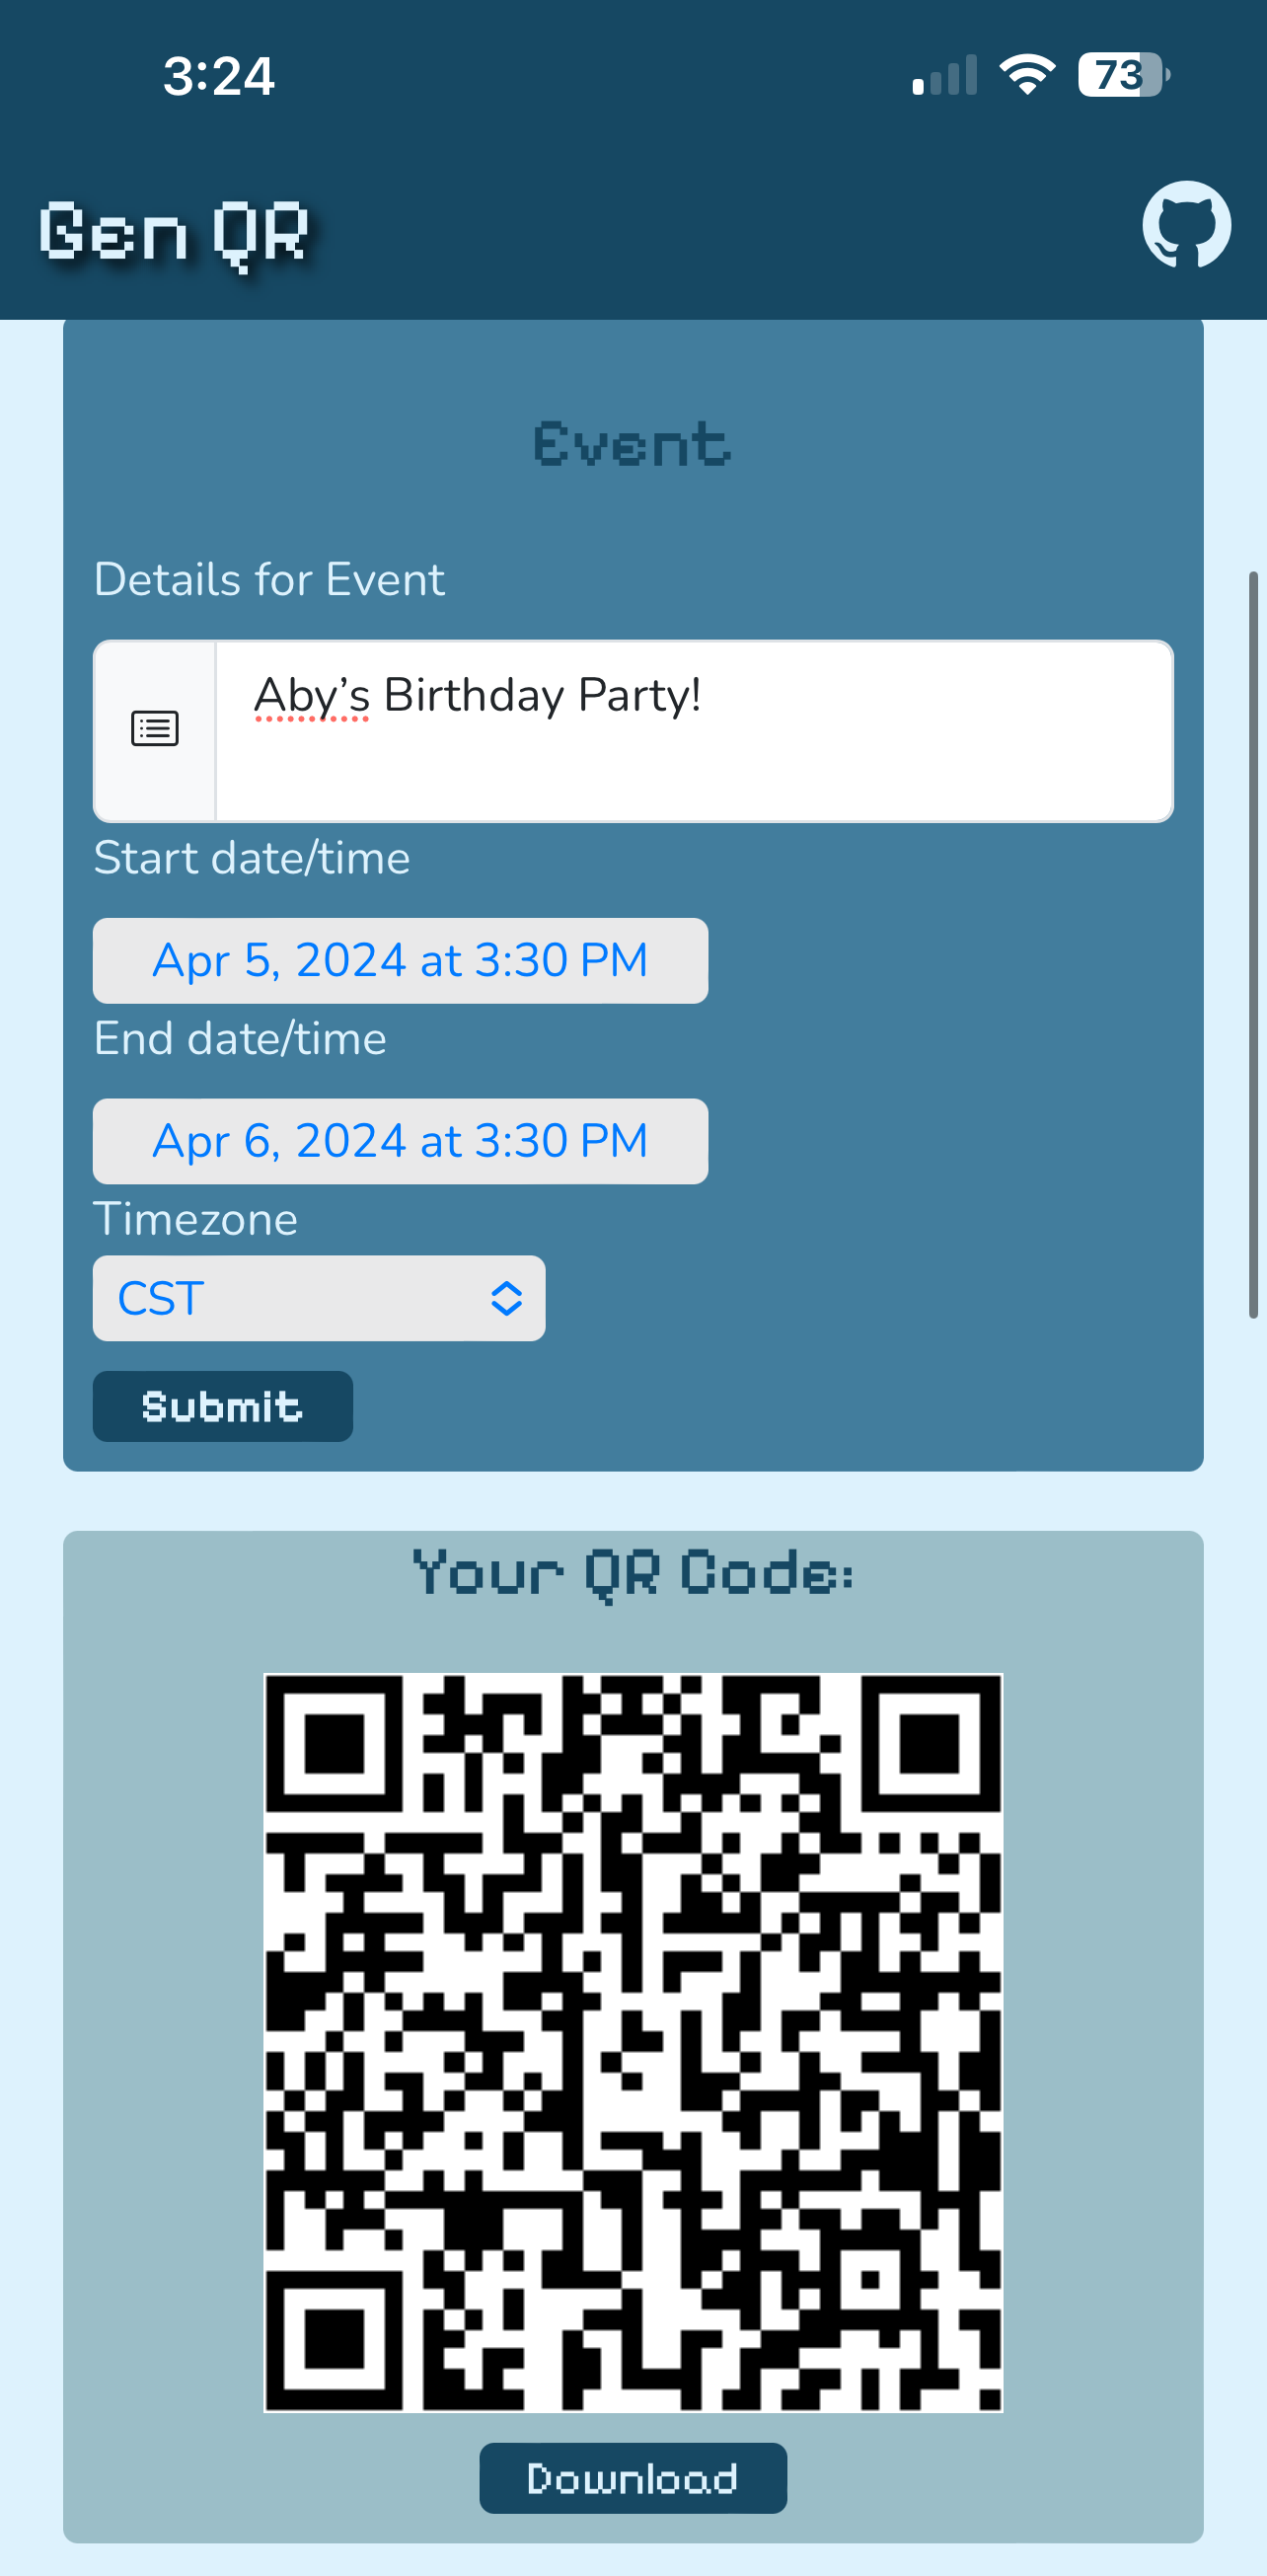 3:24
73
Gen QR
Event
Details for Event
Aby’s Birthday Party!
Start date/time
Apr 5, 2024 at 3:30 PM
End date/time
Apr 6, 2024 at 3:30 PM
Timezone
CST
Submit
Your QR Code:
Download